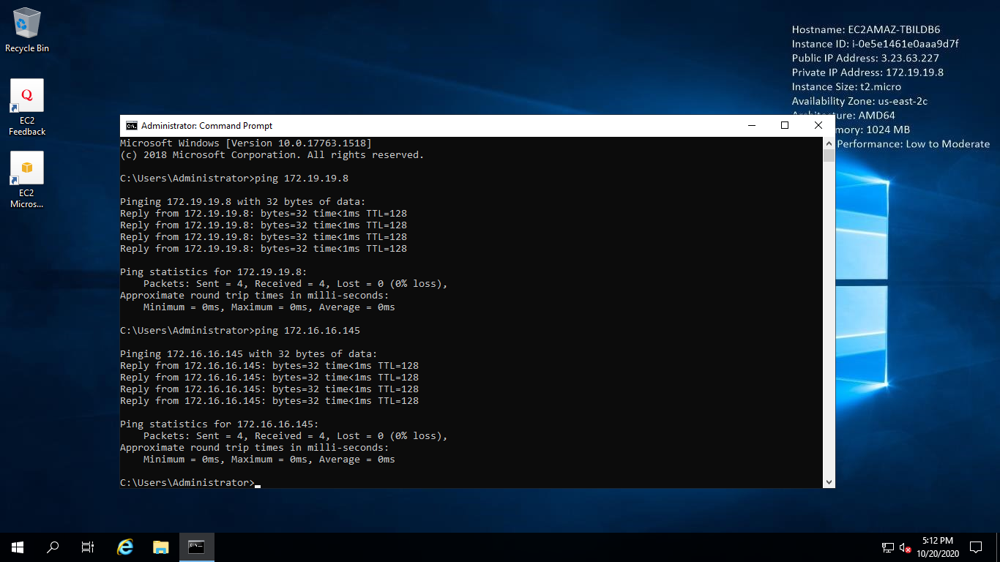 Recycle Bin
EC2
Feedback
EC2
Micros...
Hostname: EC2AMAZ-TBILDB6
Instance ID: i-0e5e1461e0aaa9d7f
Public IP Address: 3.23.63.227
Private IP Address: 172.19.19.8
Instance Size: t2.micro
Availability Zone: us-east-2c
Architecture: AMD64
mory: 1024 MB
Performance: Low to Moderate
Administrator: Command Prompt
Microsoft Windows [Version 10.0.17763.1518]
(c) 2018 Microsoft Corporation. All rights reserved.
C:\Users\Administrator>ping 172.19.19.8
Pinging 172.19.19.8 with 32 bytes of data:
Reply from 172.19.19.8: bytes=32 time<1ms TTL=128
Reply from 172.19.19.8: bytes=32 time<1ms TTL=128
Reply from 172.19.19.8: bytes=32 time<1ms TTL=128
Reply from 172.19.19.8: bytes=32 time<1ms TTL=128
Ping statistics for 172.19.19.8:
Packets: Sent = 4, Received = 4, Lost = 0 (0% loss),
Approximate round trip times in milli-seconds:
Minimum = 0ms, Maximum = 0ms, Average = 0ms
C:\Users\Administrator>ping 172.16.16.145
Pinging 172.16.16.145 with 32 bytes of data:
Reply from 172.16.16.145: bytes=32 time<1ms TTL=128
Reply from 172.16.16.145: bytes=32 time<1ms TTL=128
Reply from 172.16.16.145: bytes=32 time<1ms TTL=128
Reply from 172.16.16.145: bytes=32 time<1ms TTL=128
Ping statistics for 172.16.16.145:
Packets: Sent = 4, Received = 4, Lost = 0 (0% loss),
Approximate round trip times in milli-seconds:
Minimum = 0ms, Maximum = 0ms, Average = 0ms
C:\Users\Administrator>
5:12 PM
10/20/2020